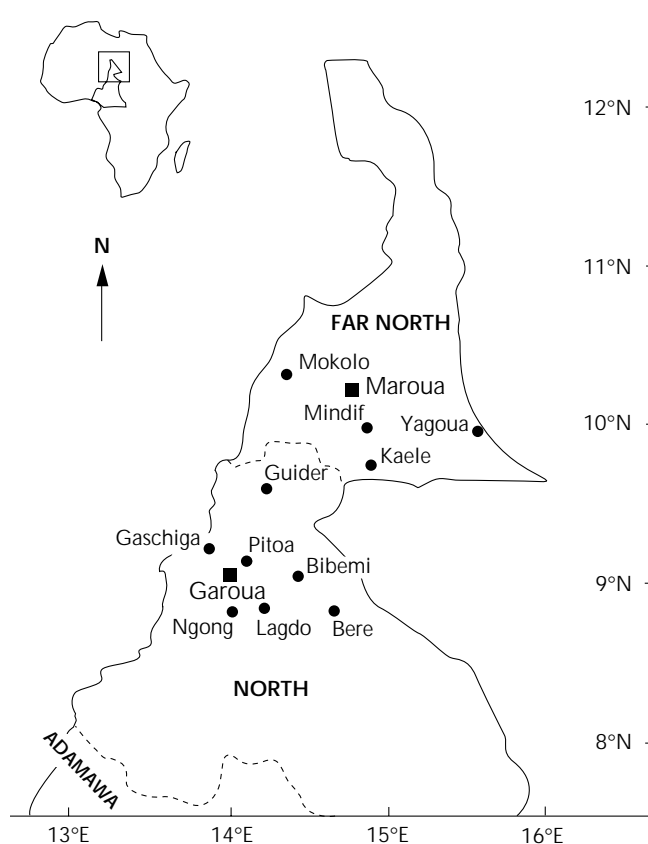 12°N
N
11°N
FAR NORTH
Mokolo
Maroua
Mindif
Yagoua
10°N
Kaele
Guider
Gaschiga
Pitoa
Bibemi
9°N
Garoua
Ngong
Lagdo
Bere
NORTH
ADAMAWA
8°N
13°E
14°E
15°E
16°E